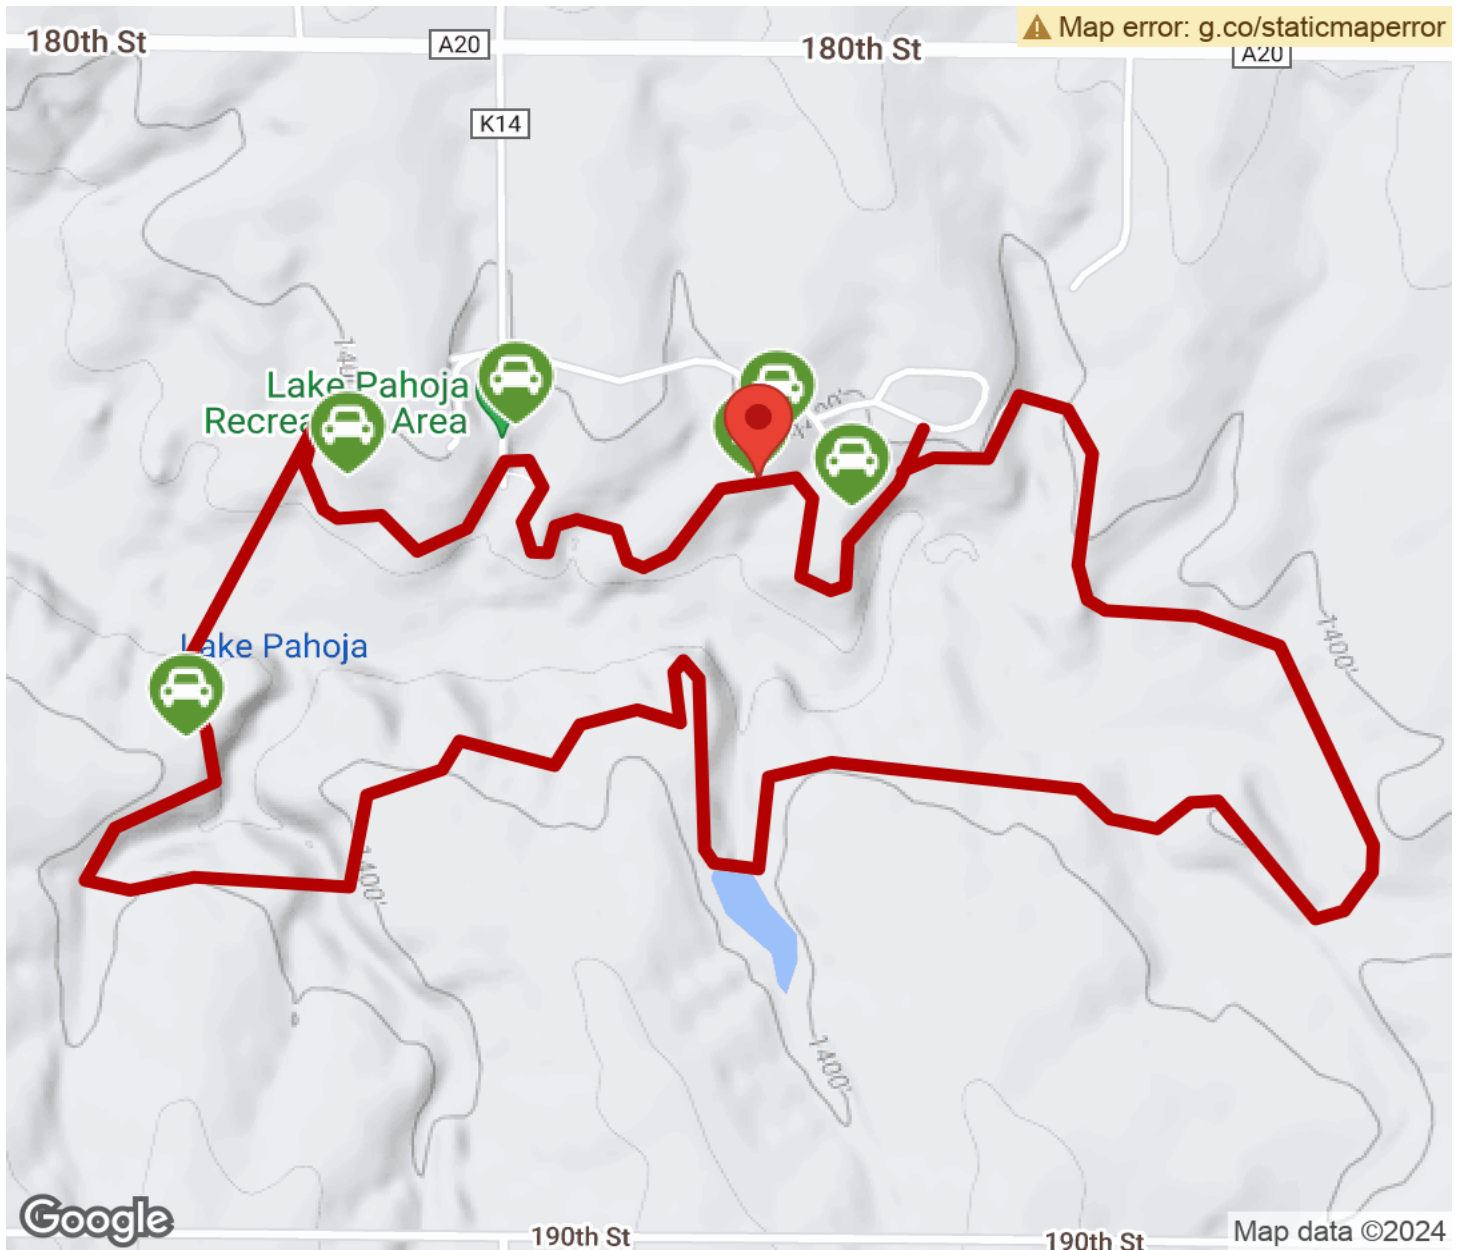 180th St
A20
180th St
Map error: g.co/staticmaperror
A20
K14
Lake Pahoja
Area
1400'
Lake Pahoja
1400'
1400'
Google
190th St
190th St
Map data ©2024